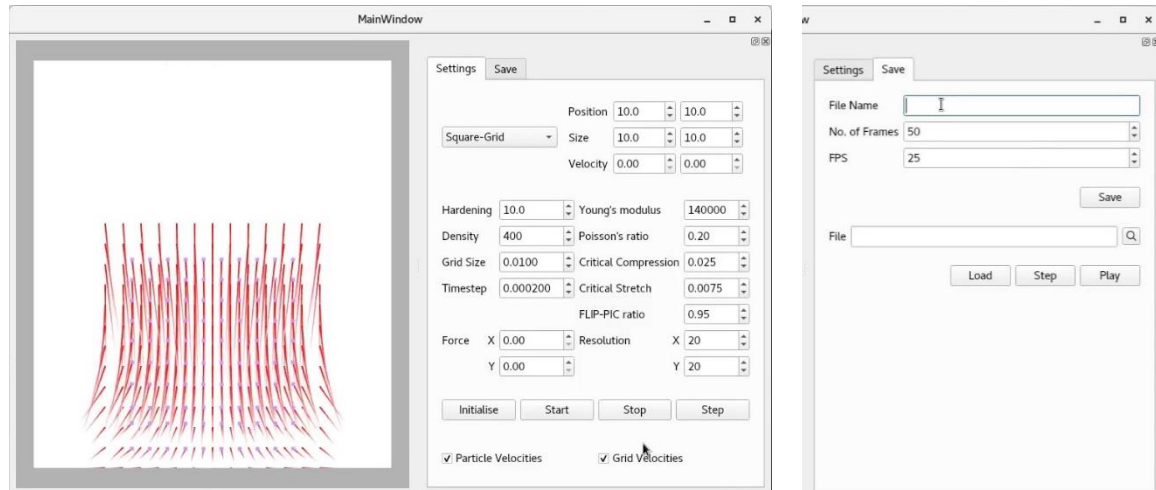 MainWindow
Settings Save
Position 10.0 10.0
Square-Grid Size 10.0 10.0
Velocity 0.00 0.00
Hardening 10.0 Young's modulus 140000
Density 400 Poisson's ratio 0.20
Grid Size 0.0100 Critical Compression 0.025
Timestep 0.000200 Critical Stretch 0.0075
FLIP-PIC ratio 0.95
Force X 0.00 Resolution X 20
Y 0.00 Y 20
Initialise Start Stop Step
Particle Velocities Grid Velocities
w
Settings Save
File Name
No. of Frames 50
FPS 25
Save
File
Load Step Play